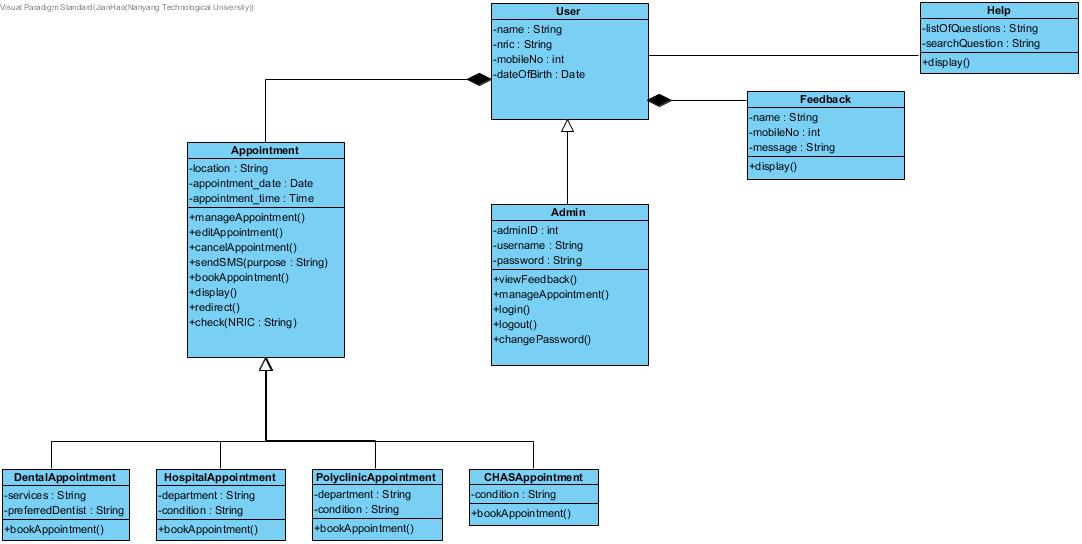 Visual Paradigm Standard(JianHao(Nanyang Technological University))
User
-name : String
-nric : String
-mobileNo : int
-dateOfBirth : Date
Help
-listOfQuestions : String
-searchQuestion : String
+display()
Feedback
-name : String
-mobileNo : int
-message : String
+display()
Appointment
-location : String
-appointment_date : Date
-appointment_time : Time
+manageAppointment()
+editAppointment()
+cancelAppointment()
+sendSMS(purpose : String)
+bookAppointment()
+display()
+redirect()
+check(NRIC : String)
Admin
-adminID : int
-username : String
-password : String
+viewFeedback()
+manageAppointment()
+login()
+logout()
+changePassword()
DentalAppointment
-services : String
-preferredDentist : String
+bookAppointment()
HospitalAppointment
-department : String
-condition : String
+bookAppointment()
PolyclinicAppointment
-department : String
-condition : String
+bookAppointment()
CHASAppointment
-condition : String
+bookAppointment()